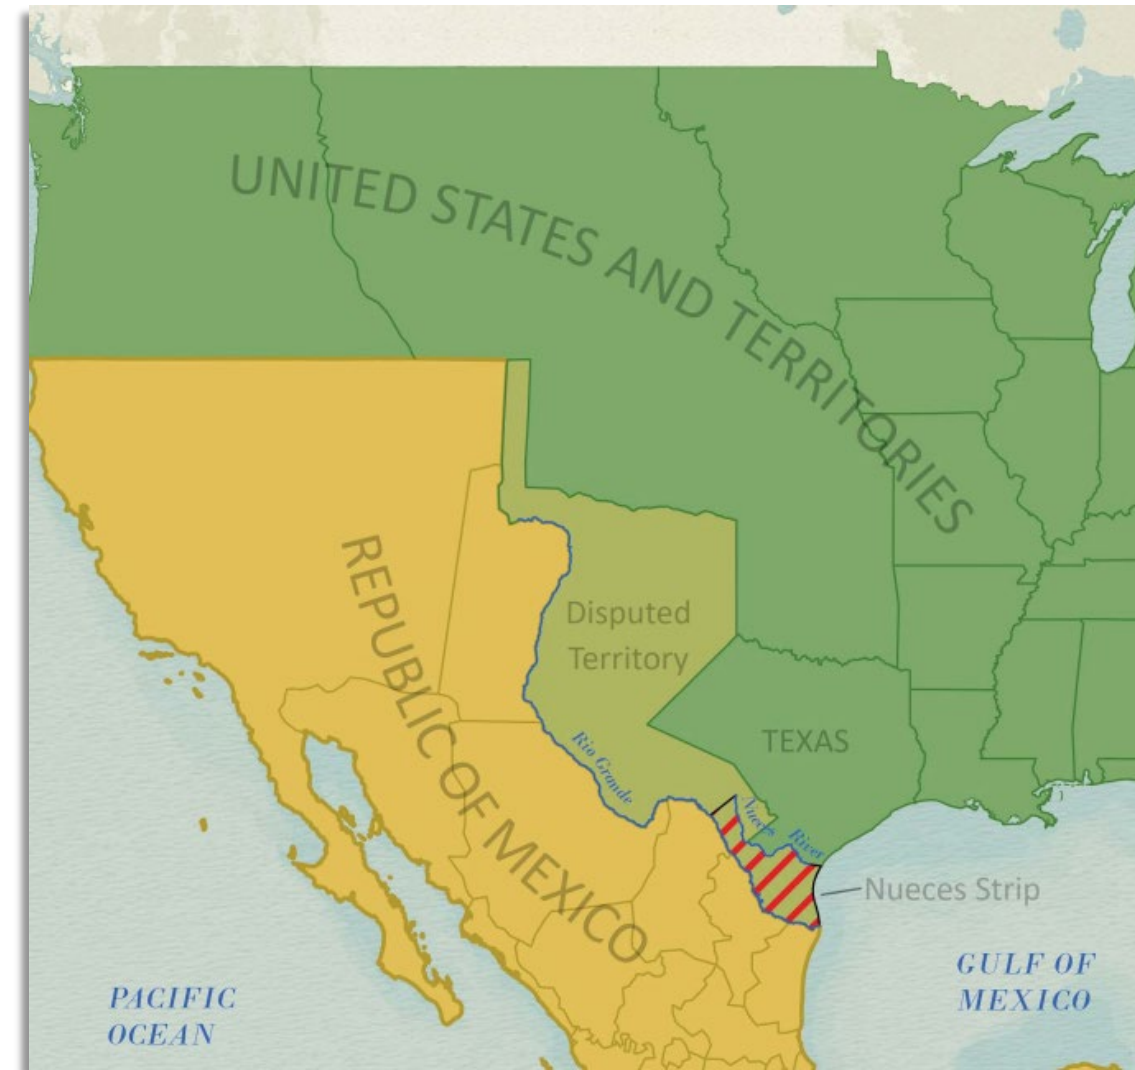 UNITED STATES AND TERRITORIES
REPUBLIC OF MEXICO
Disputed
Territory
TEXAS
Rio Grande
Nueces River
Nueces Strip
GULF OF
MEXICO
PACIFIC
OCEAN